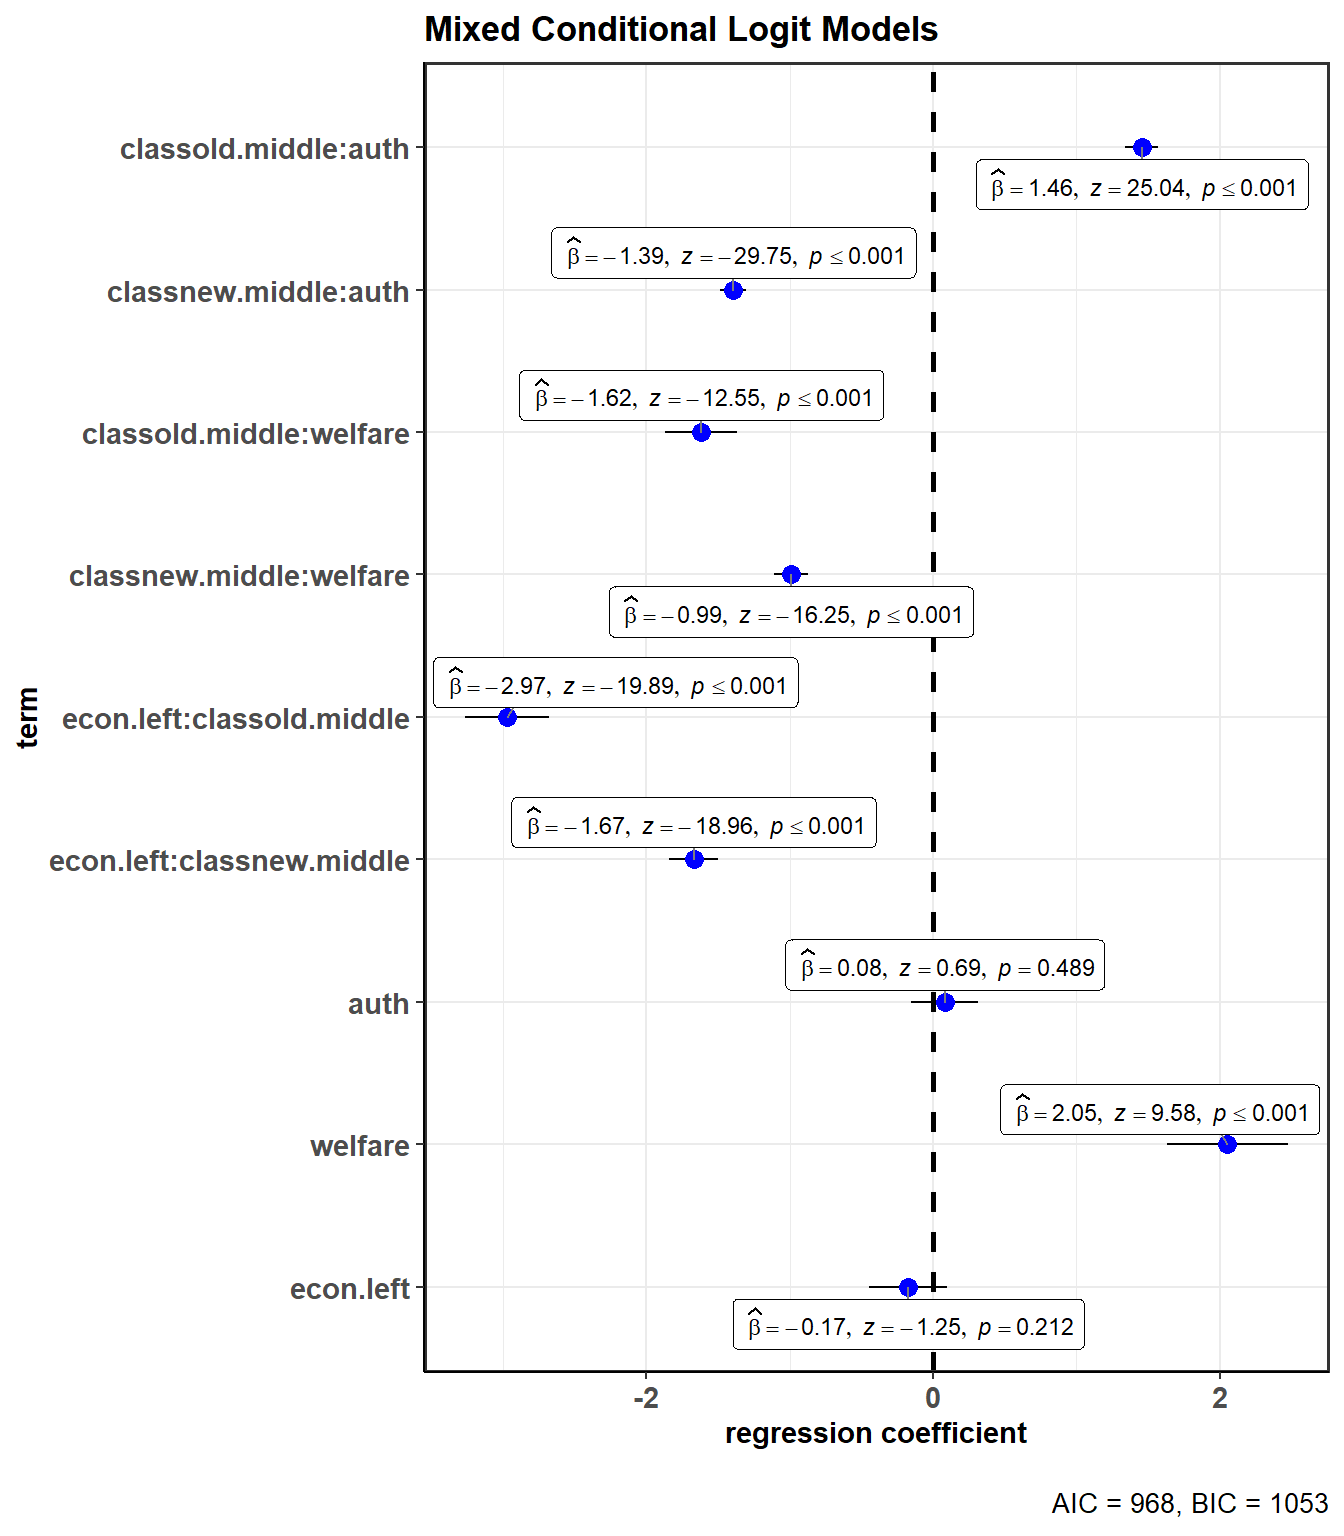 Mixed Conditional Logit Models
classold.middle:auth
β̂ = 1.46, z = 25.04, p ≤ 0.001
β̂ = −1.39, z = −29.75, p ≤ 0.001
classnew.middle:auth
β̂ = −1.62, z = −12.55, p ≤ 0.001
classold.middle:welfare
classnew.middle:welfare
β̂ = −0.99, z = −16.25, p ≤ 0.001
β̂ = −2.97, z = −19.89, p ≤ 0.001
term
econ.left:classold.middle
β̂ = −1.67, z = −18.96, p ≤ 0.001
econ.left:classnew.middle
β̂ = 0.08, z = 0.69, p = 0.489
auth
β̂ = 2.05, z = 9.58, p ≤ 0.001
welfare
econ.left
β̂ = −0.17, z = −1.25, p = 0.212
-2 0 2
regression coefficient
AIC = 968, BIC = 1053